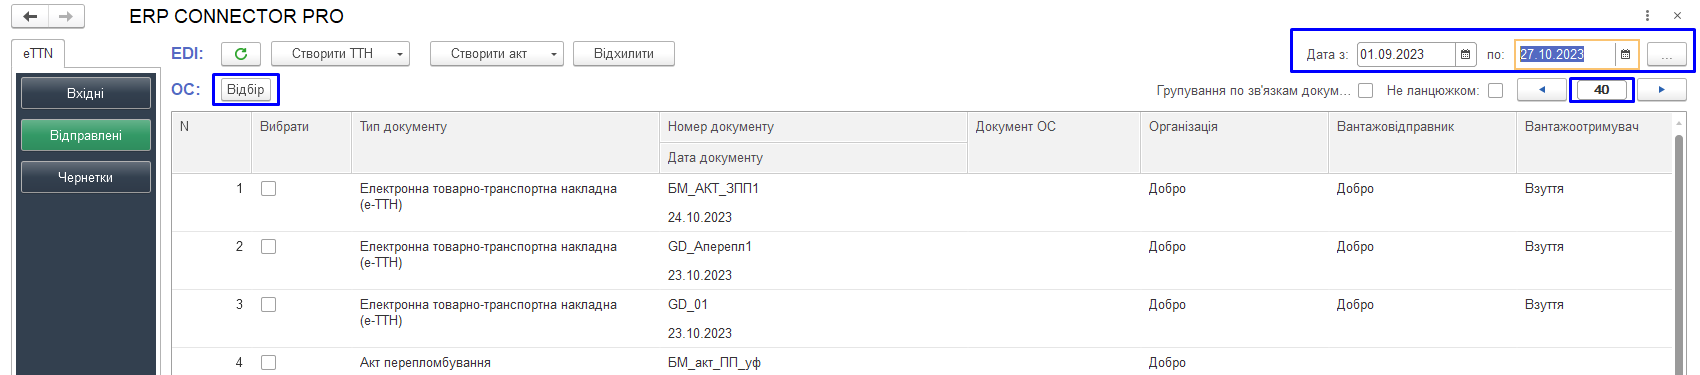 ERP CONNECTOR PRO
еТТН
EDI:
Створити ТТН
Створити акт
Відхилити
Дата з: 01.09.2023 по: 27.10.2023 ...
Вхідні
ОС: Відбір
Групування по зв'язкам докум...
Не ланцюжком:
40
N Вибрати Тип документу Номер документу Документ ОС Організація Вантажовідправник Вантажоотримувач
Відправлені
Дата документу
Чернетки
1 Електронна товарно-транспортна накладна БМ_АКТ_ЗПП1 Добро Добро Взуття
(е-ТТН)
24.10.2023
2 Електронна товарно-транспортна накладна GD_Аперепл1 Добро Добро Взуття
(е-ТТН)
23.10.2023
3 Електронна товарно-транспортна накладна GD_01 Добро Добро Взуття
(е-ТТН)
23.10.2023
4 Акт перепломбування БМ_акт_ПП_уф Добро